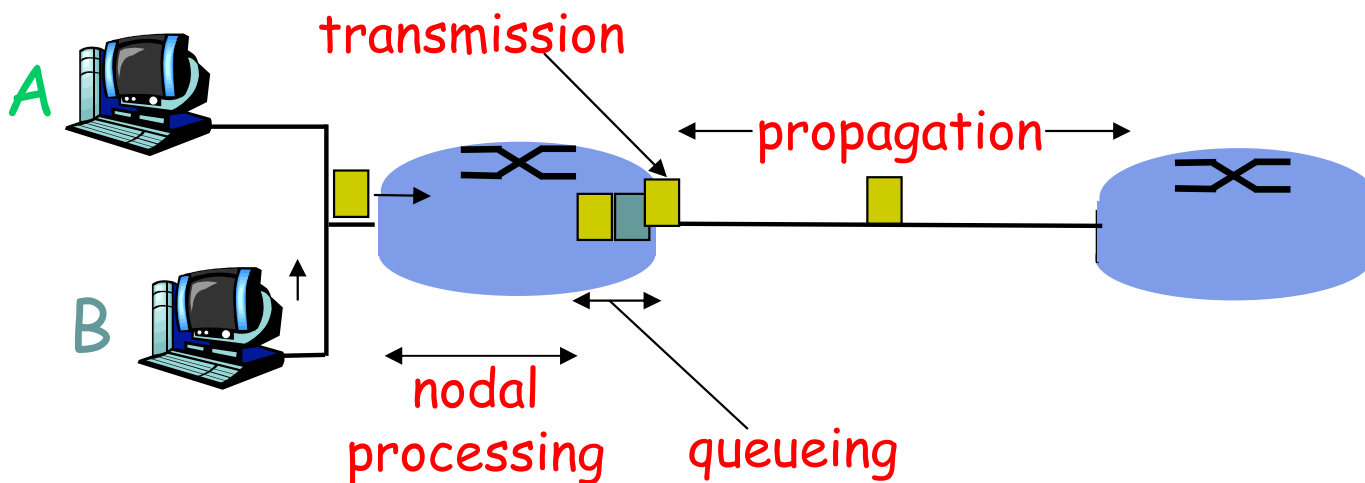 transmission
A
propagation
B
nodal
processing
queueing